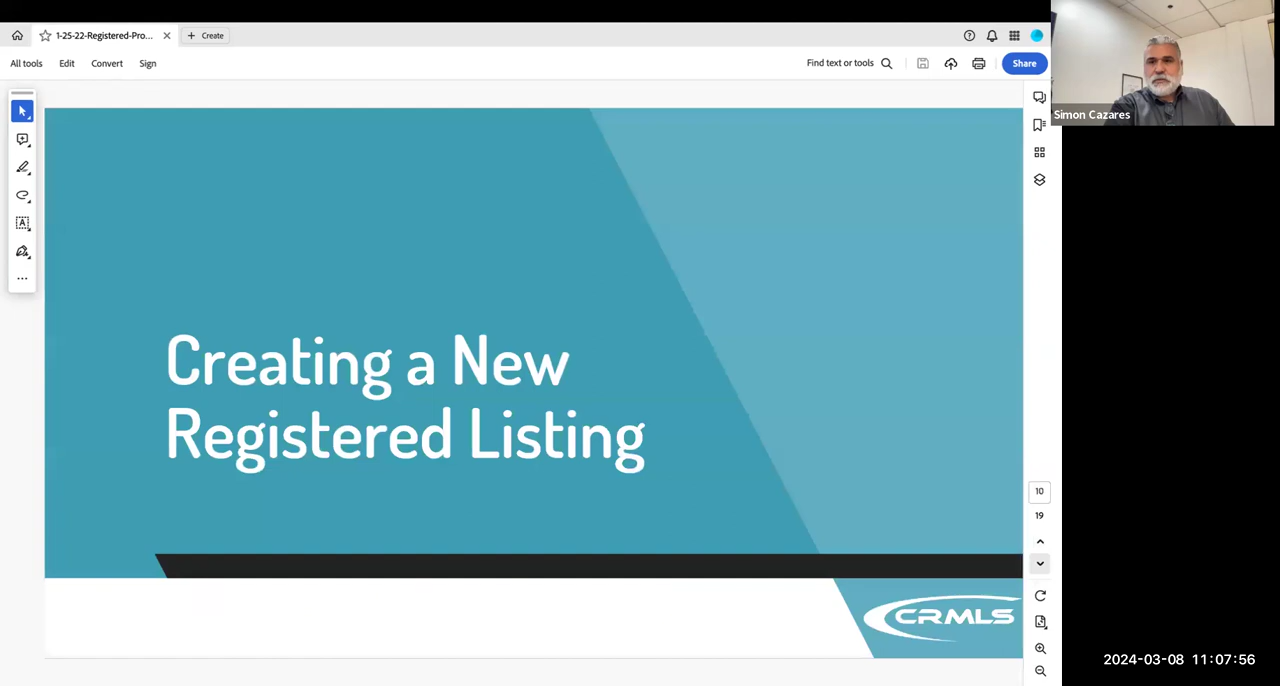 1-25-22-Registered-Pro...
Create
All tools
Edit
Convert
Sign
Find text or tools
Share
Simon Cazares
Creating a New
Registered Listing
10
19
CRMLS
2024-03-08 11:07:56